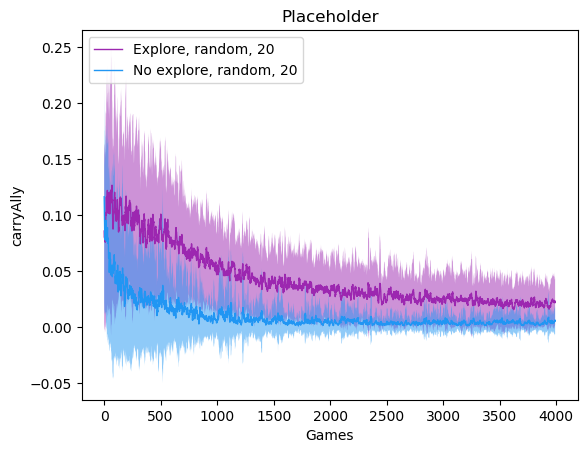 Placeholder
Explore, random, 20
No explore, random, 20
carryAlly
0.25
0.20
0.15
0.10
0.05
0.00
−0.05
0 500 1000 1500 2000 2500 3000 3500 4000
Games